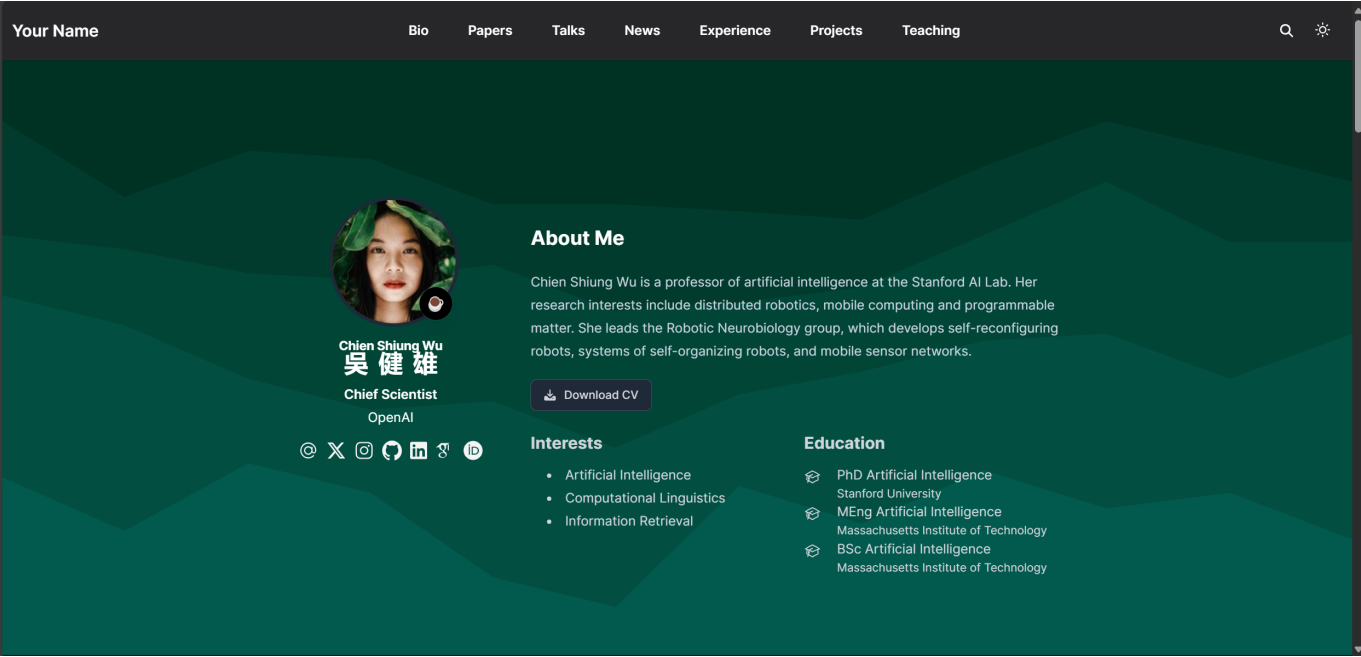 Your Name
Bio Papers Talks News Experience Projects Teaching
Chien Shiung Wu
吳健雄
Chief Scientist
OpenAI
About Me
Chien Shiung Wu is a professor of artificial intelligence at the Stanford AI Lab. Her
research interests include distributed robotics, mobile computing and programmable
matter. She leads the Robotic Neurobiology group, which develops self-reconfiguring
robots, systems of self-organizing robots, and mobile sensor networks.
Download CV
Interests
Artificial Intelligence
Computational Linguistics
Information Retrieval
Education
PhD Artificial Intelligence
Stanford University
MEng Artificial Intelligence
Massachusetts Institute of Technology
BSc Artificial Intelligence
Massachusetts Institute of Technology